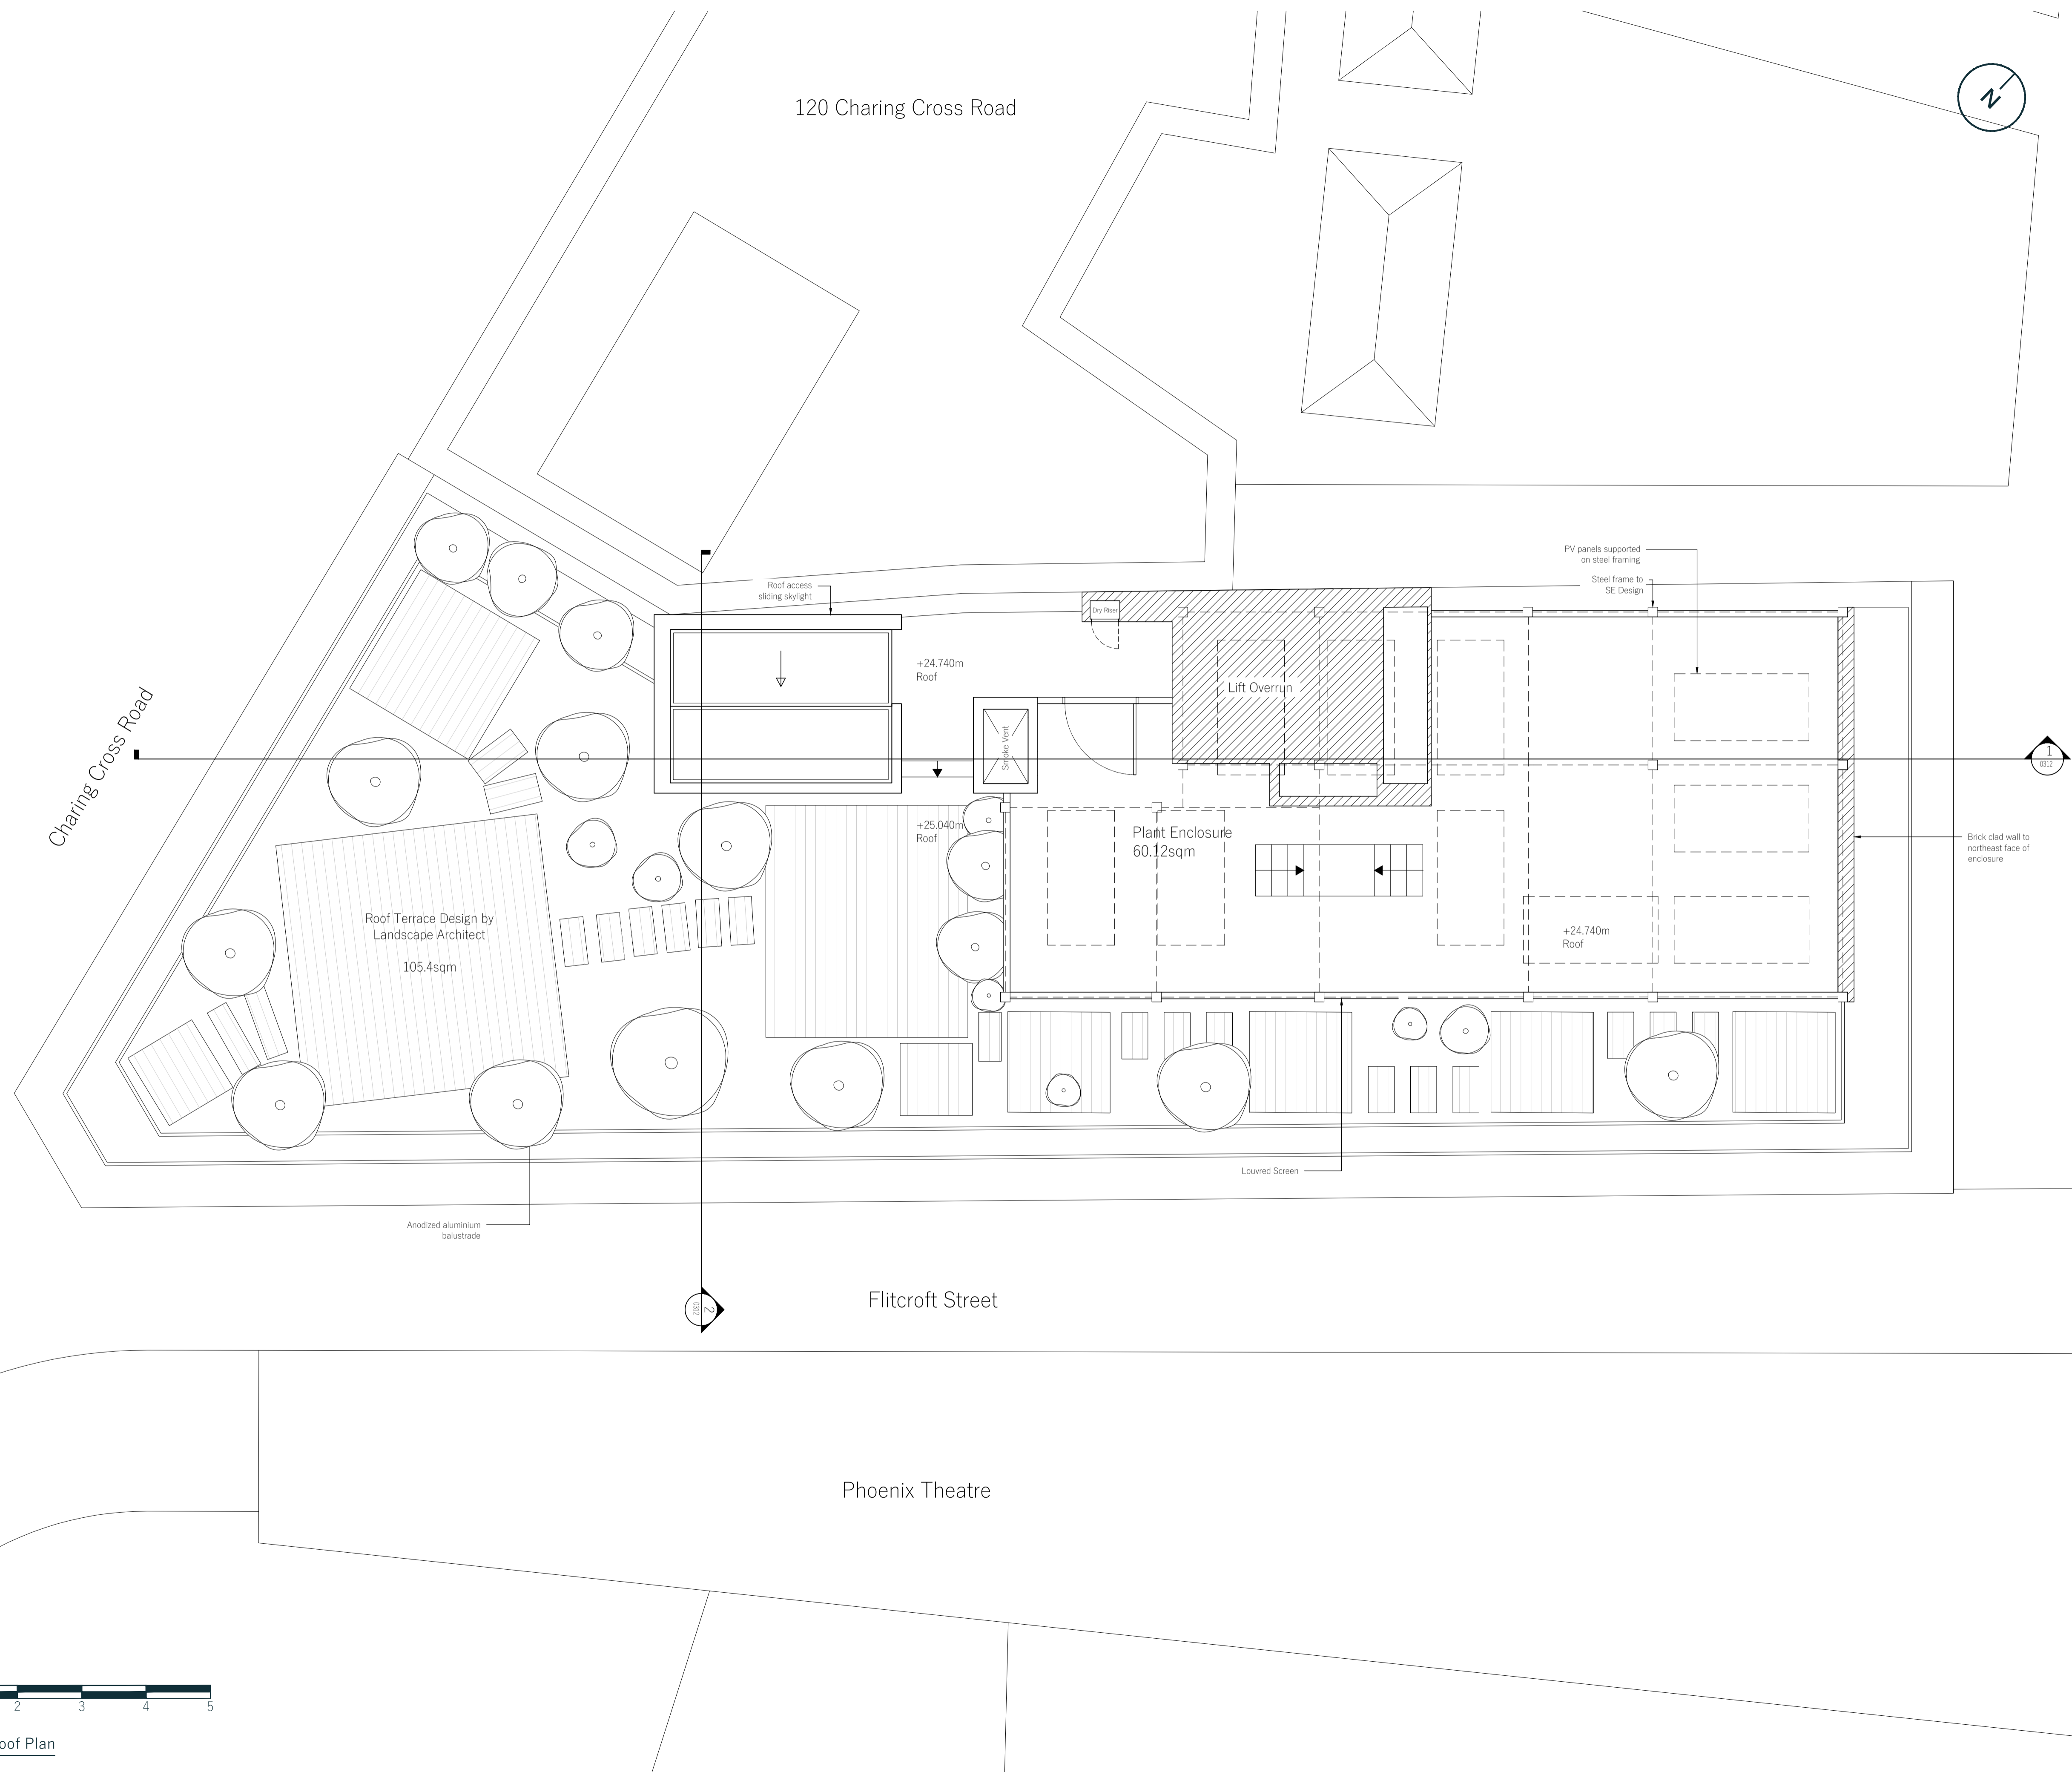 120 Charing Cross Road
N
PV panels supported
on steel framing
Steel frame to
SE Design
Roof access
sliding skylight
Dry Riser
+24.740m
Roof
Lift Overrun
Charing Cross Road
Smoke Vent
1
0312
+25.040m
Roof
Plant Enclosure
60.12sqm
Brick clad wall to
northeast face of
enclosure
Roof Terrace Design by
Landscape Architect
105.4sqm
+24.740m
Roof
Louvred Screen
Anodized aluminium
balustrade
2
0312
Flitcroft Street
Phoenix Theatre
2 3 4 5
oof Plan